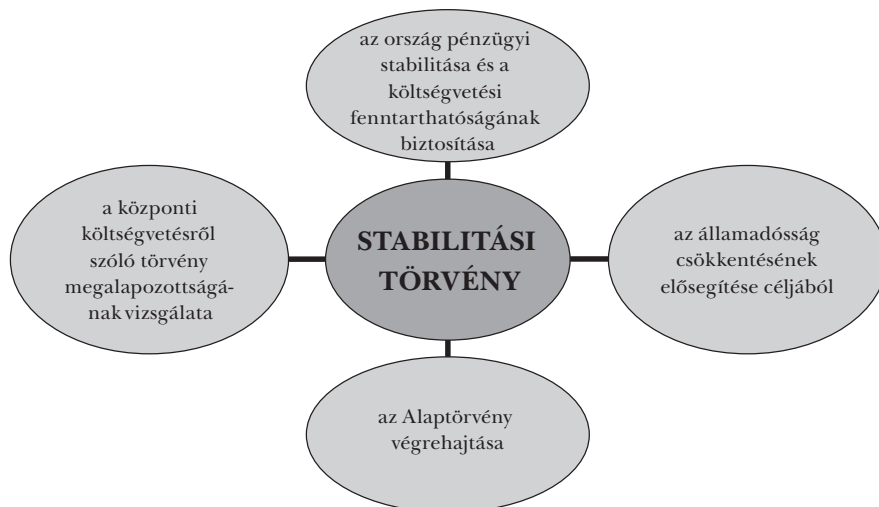 az ország pénzügyi
stabilitása és a
költségvetési
fenntarthatóságának
biztosítása
a központi
költségvetésről
szóló törvény
megalapozottságá-
nak vizsgálata
STABILITÁSI
TÖRVÉNY
az államadósság
csökkentésének
elősegítése céljából
az Alaptörvény
végrehajtása